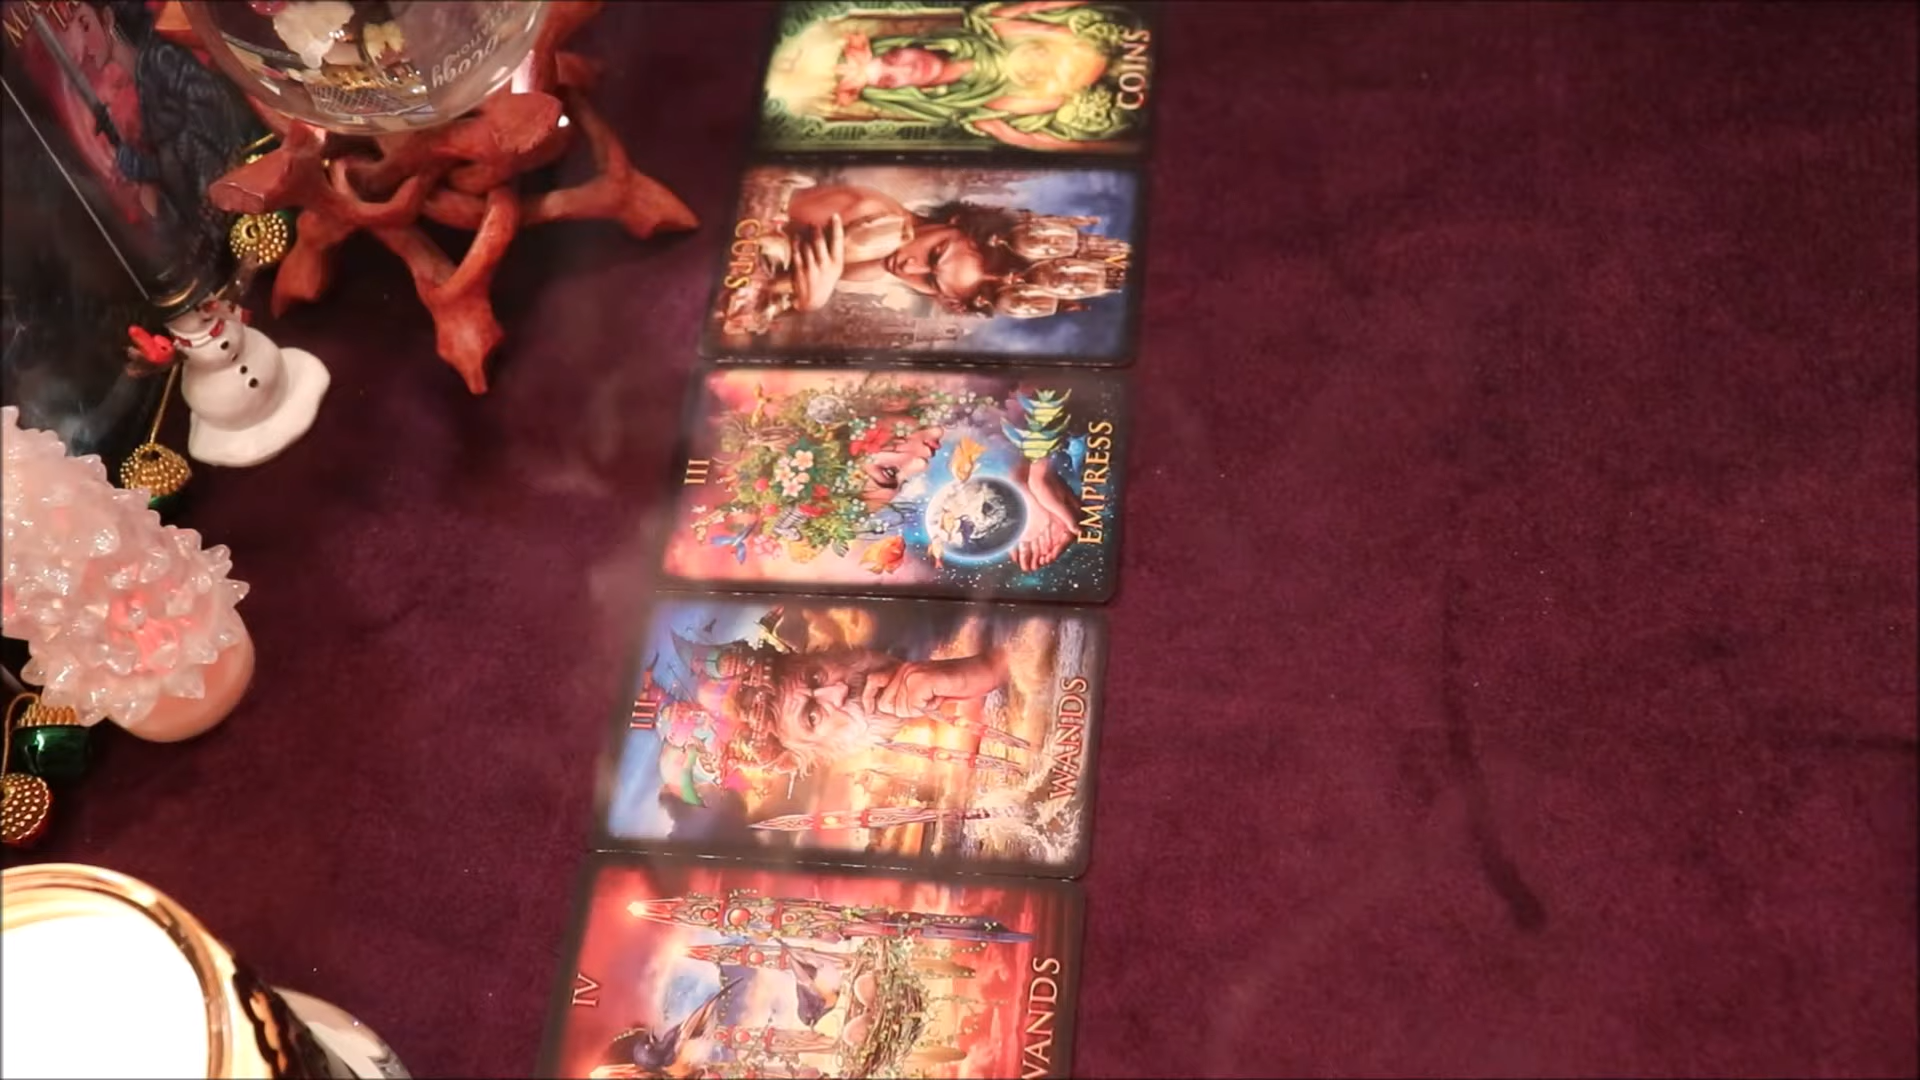 COINS
CUPS
III
EMPRESS
III
WANDS
IV
WANDS